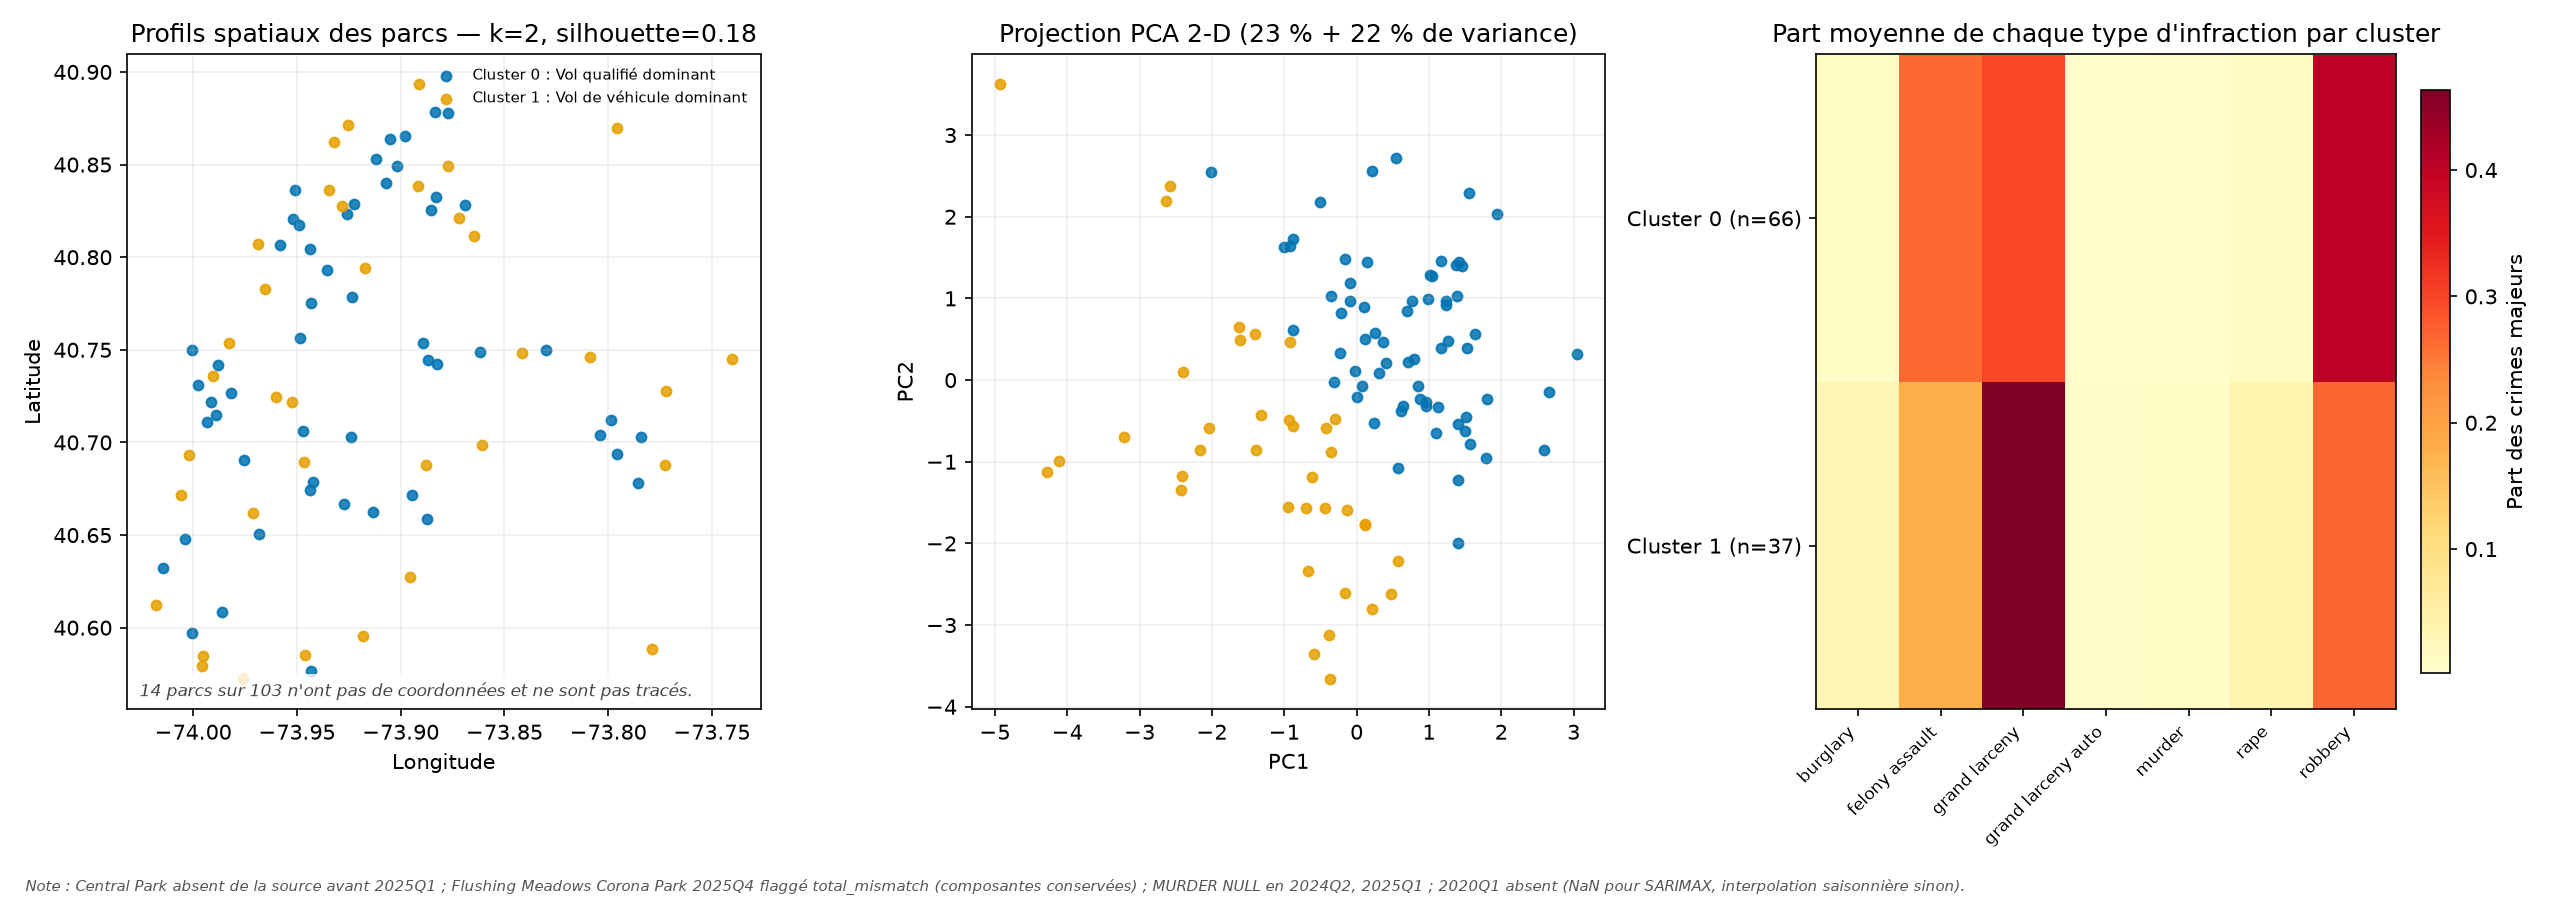 Profils spatiaux des parcs — k=2, silhouette=0.18
Cluster 0 : Vol qualifié dominant
Cluster 1 : Vol de véhicule dominant
40.90
40.85
40.80
40.75
40.70
40.65
40.60
Latitude
14 parcs sur 103 n'ont pas de coordonnées et ne sont pas tracés.
−74.00
−73.95
−73.90
−73.85
−73.80
−73.75
Longitude
Projection PCA 2-D (23 % + 22 % de variance)
3
2
1
0
−1
−2
−3
−4
PC2
−5
−4
−3
−2
−1
0
1
2
3
PC1
Part moyenne de chaque type d'infraction par cluster
Cluster 0 (n=66)
Cluster 1 (n=37)
burglary
felony assault
grand larceny
grand larceny auto
murder
rape
robbery
0.4
0.3
0.2
0.1
Part des crimes majeurs
Note : Central Park absent de la source avant 2025Q1 ; Flushing Meadows Corona Park 2025Q4 flaggé total_mismatch (composantes conservées) ; MURDER NULL en 2024Q2, 2025Q1 ; 2020Q1 absent (NaN pour SARIMAX, interpolation saisonnière sinon).